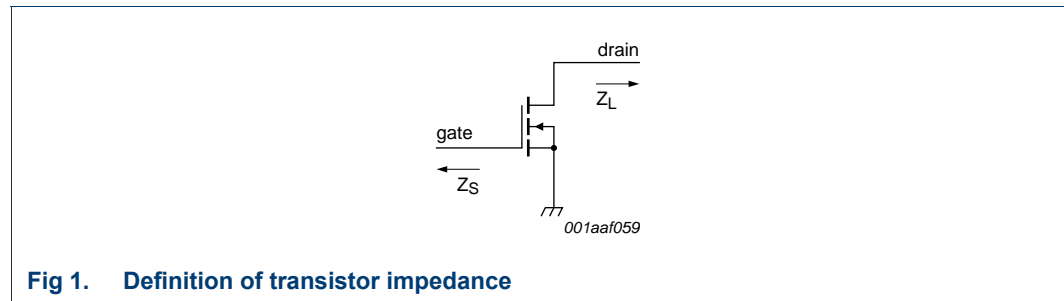 drain
Z_L
gate
Z_S
001aaf059
Fig 1. Definition of transistor impedance